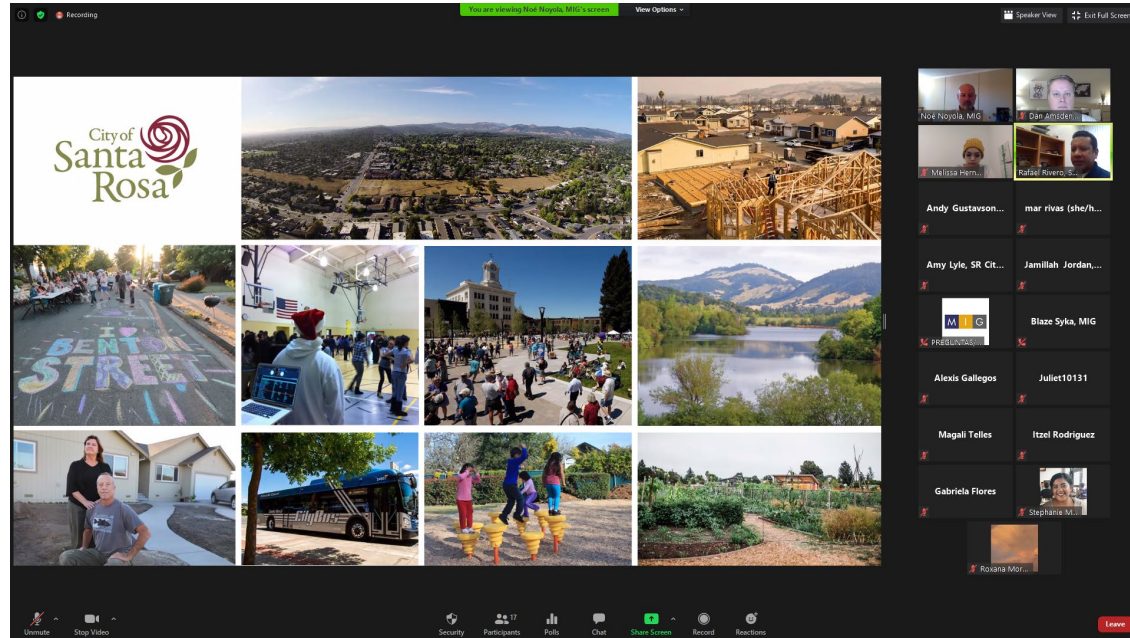 Recording
You are viewing Noé Noyola, MIG's screen
View Options
Speaker View
Exit Full Screen
City of
Santa
Rosa
I
BENTON
STREET
CityBus
Noé Noyola, MIG
Dan Amsden...
Melissa Hern...
Rafael Rivero, S...
Andy Gustavson...
mar rivas (she/h...
Amy Lyle, SR Cit...
Jamillah Jordan,...
M I G
PREGUNTAS/...
Blaze Syka, MIG
Alexis Gallegos
Juliet10131
Magali Telles
Itzel Rodriguez
Gabriela Flores
Stephanie M...
Roxana Mor...
Unmute
Stop Video
Security
17
Participants
Polls
Chat
Share Screen
Record
Reactions
Leave